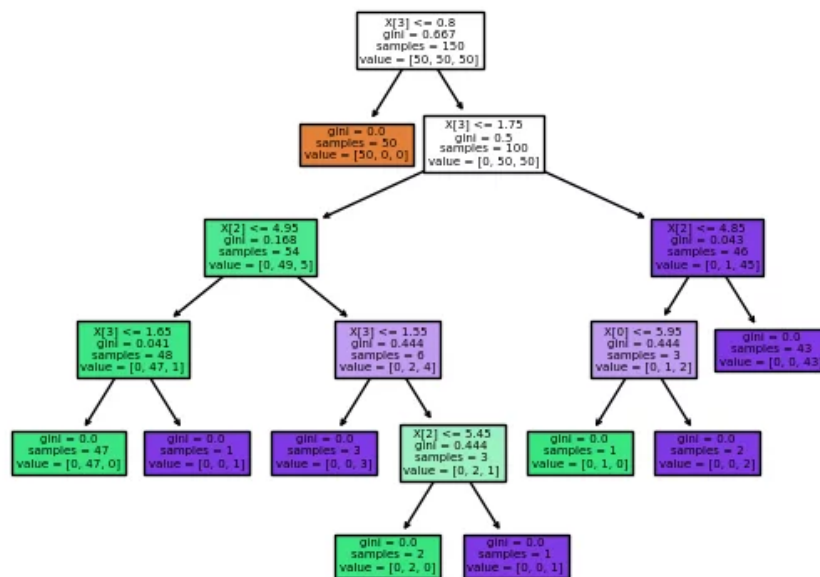 X[3] <= 0.8
gini = 0.667
samples = 150
value = [50, 50, 50]
gini = 0.0
samples = 50
value = [50, 0, 0]
X[3] <= 1.75
gini = 0.5
samples = 100
value = [0, 50, 50]
X[2] <= 4.95
gini = 0.168
samples = 54
value = [0, 49, 5]
X[2] <= 4.85
gini = 0.043
samples = 46
value = [0, 1, 45]
X[3] <= 1.65
gini = 0.041
samples = 48
value = [0, 47, 1]
X[3] <= 1.55
gini = 0.444
samples = 6
value = [0, 2, 4]
X[0] <= 5.95
gini = 0.444
samples = 3
value = [0, 1, 2]
gini = 0.0
samples = 43
value = [0, 0, 43
gini = 0.0
samples = 47
value = [0, 47, 0]
gini = 0.0
samples = 1
value = [0, 0, 1]
gini = 0.0
samples = 3
value = [0, 0, 3]
X[2] <= 5.45
gini = 0.444
samples = 3
value = [0, 2, 1]
gini = 0.0
samples = 1
value = [0, 1, 0]
gini = 0.0
samples = 2
value = [0, 0, 2]
gini = 0.0
samples = 2
value = [0, 2, 0]
gini = 0.0
samples = 1
value = [0, 0, 1]